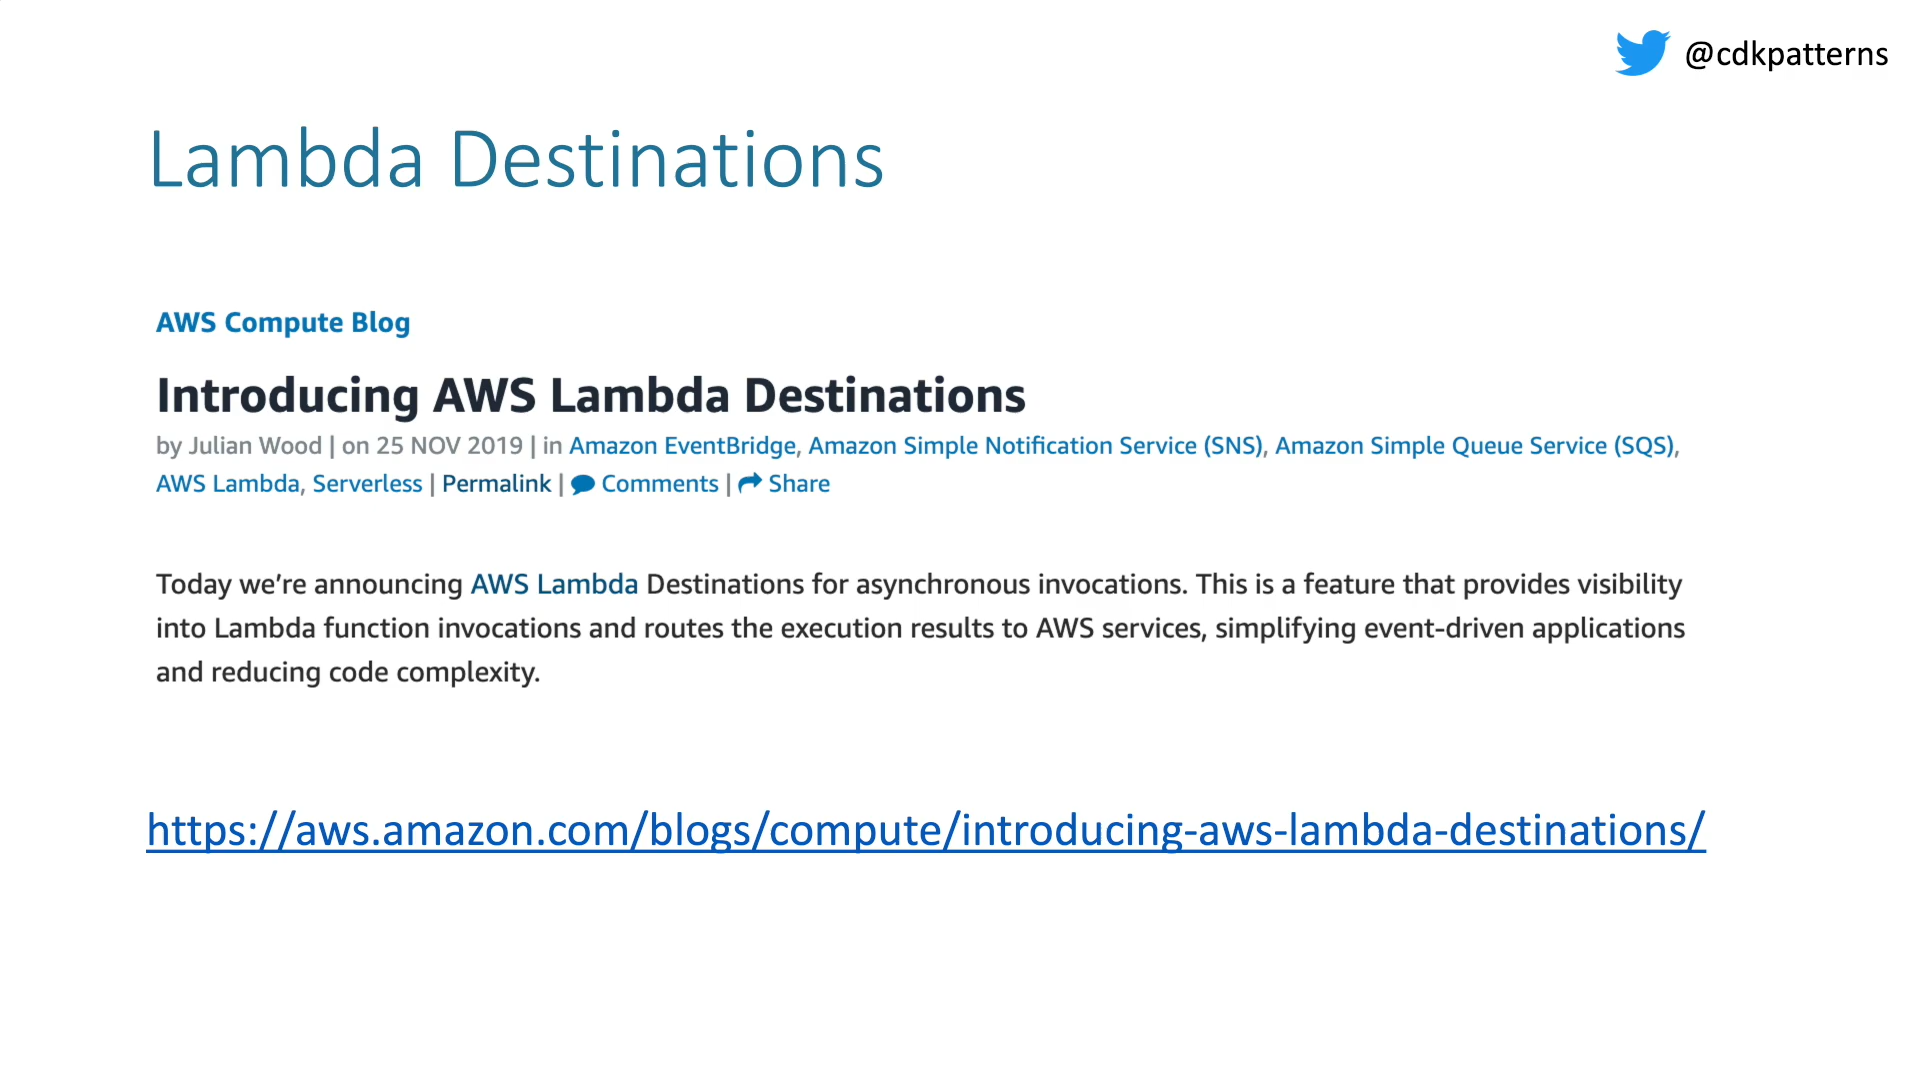 @cdkpatterns
Lambda Destinations
AWS Compute Blog
Introducing AWS Lambda Destinations
by Julian Wood | on 25 NOV 2019 | in Amazon EventBridge, Amazon Simple Notification Service (SNS), Amazon Simple Queue Service (SQS),
AWS Lambda, Serverless | Permalink | Comments | Share
Today we’re announcing AWS Lambda Destinations for asynchronous invocations. This is a feature that provides visibility
into Lambda function invocations and routes the execution results to AWS services, simplifying event-driven applications
and reducing code complexity.
https://aws.amazon.com/blogs/compute/introducing-aws-lambda-destinations/